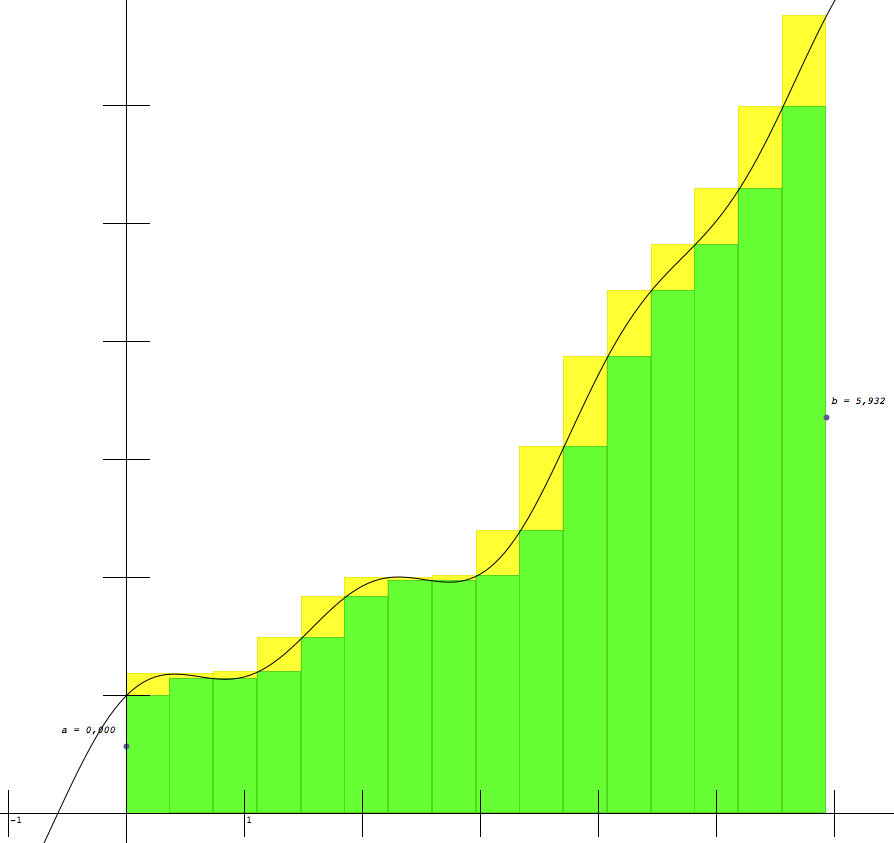 b = 5,932
a = 0,000
-1
1